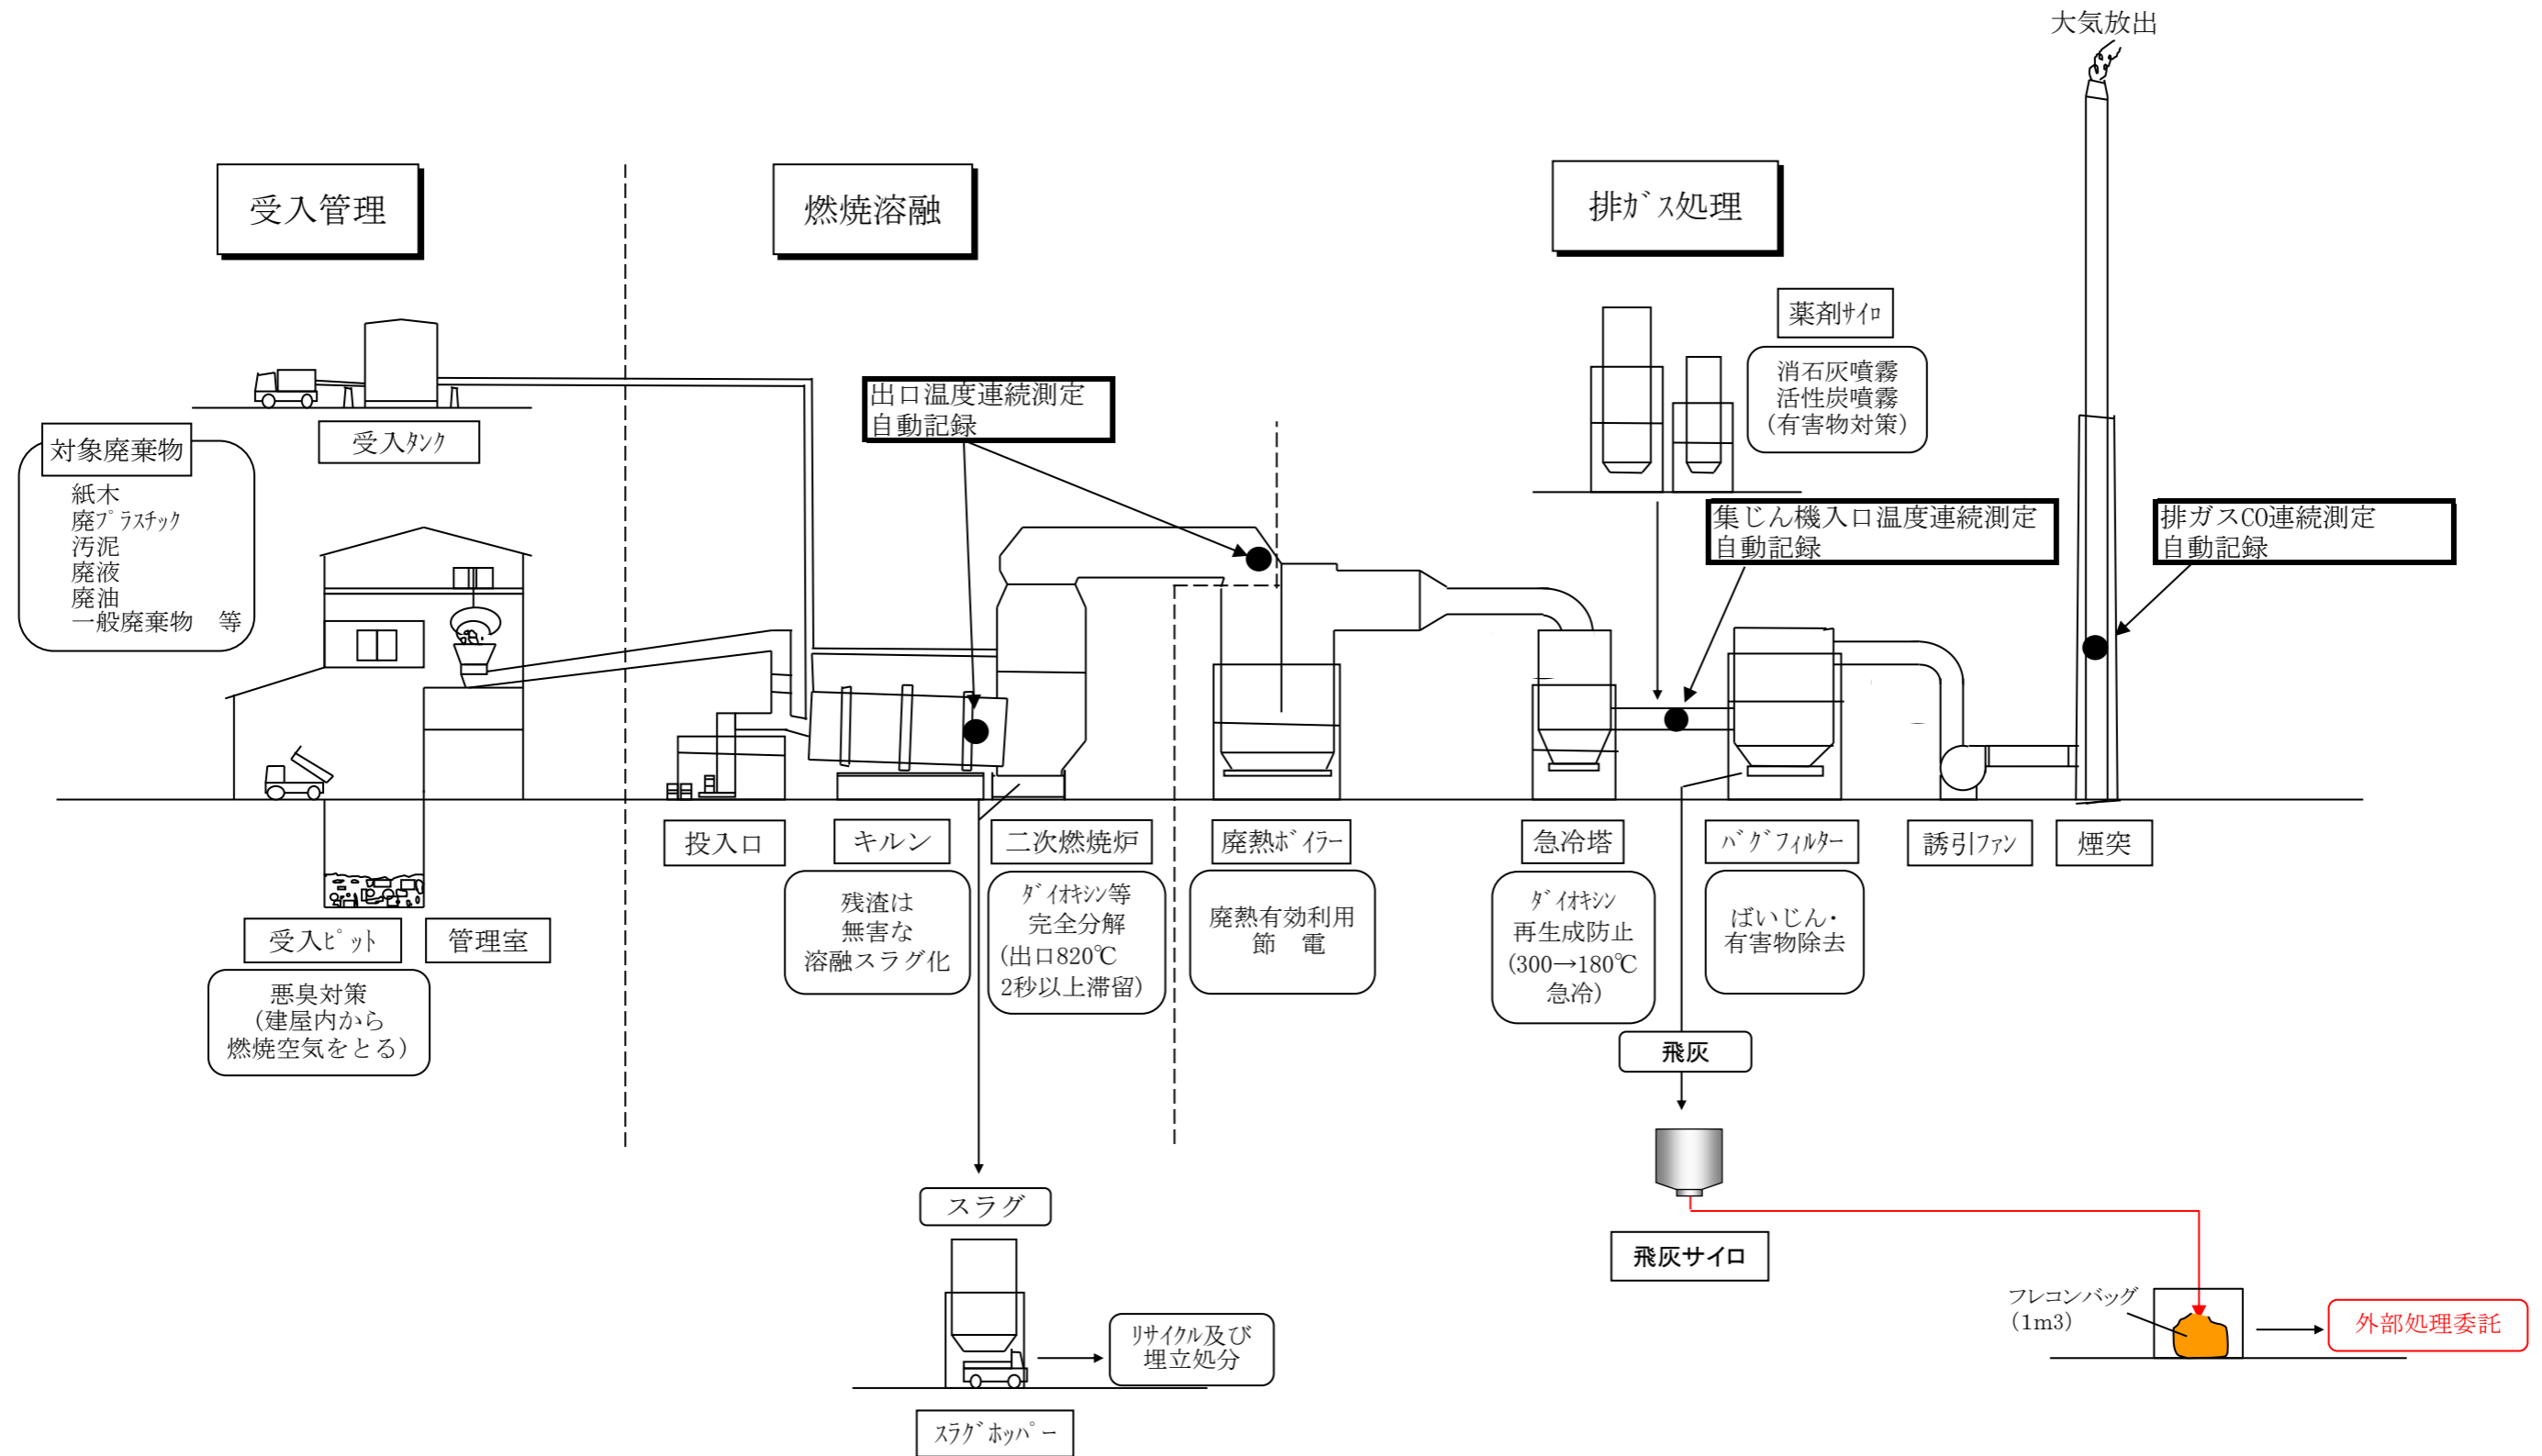 大気放出
受入管理
燃焼溶融
排ｶﾞｽ処理
薬剤ｻｲﾛ
消石灰噴霧
活性炭噴霧
(有害物対策)
出口温度連続測定
自動記録
受入ﾀﾝｸ
対象廃棄物
紙木
廃ﾌﾟﾗｽﾁｯｸ
汚泥
廃液
廃油
一般廃棄物　等
集じん機入口温度連続測定
自動記録
排ガスCO連続測定
自動記録
投入口
キルン
二次燃焼炉
廃熱ﾎﾞｲﾗｰ
急冷塔
ﾊﾞｸﾞﾌｨﾙﾀｰ
誘引ﾌｧﾝ
煙突
残渣は
無害な
溶融スラグ化
ﾀﾞｲｵｷｼﾝ等
完全分解
(出口820℃
2秒以上滞留)
廃熱有効利用
節　電
ﾀﾞｲｵｷｼﾝ
再生成防止
(300→180℃
急冷)
ばいじん・
有害物除去
受入ﾋﾟｯﾄ
管理室
悪臭対策
(建屋内から
燃焼空気をとる)
飛灰
スラグ
飛灰サイロ
フレコンバッグ
(1m3)
外部処理委託
ﾘｻｲｸﾙ及び
埋立処分
ｽﾗｸﾞﾎｯﾊﾟｰ